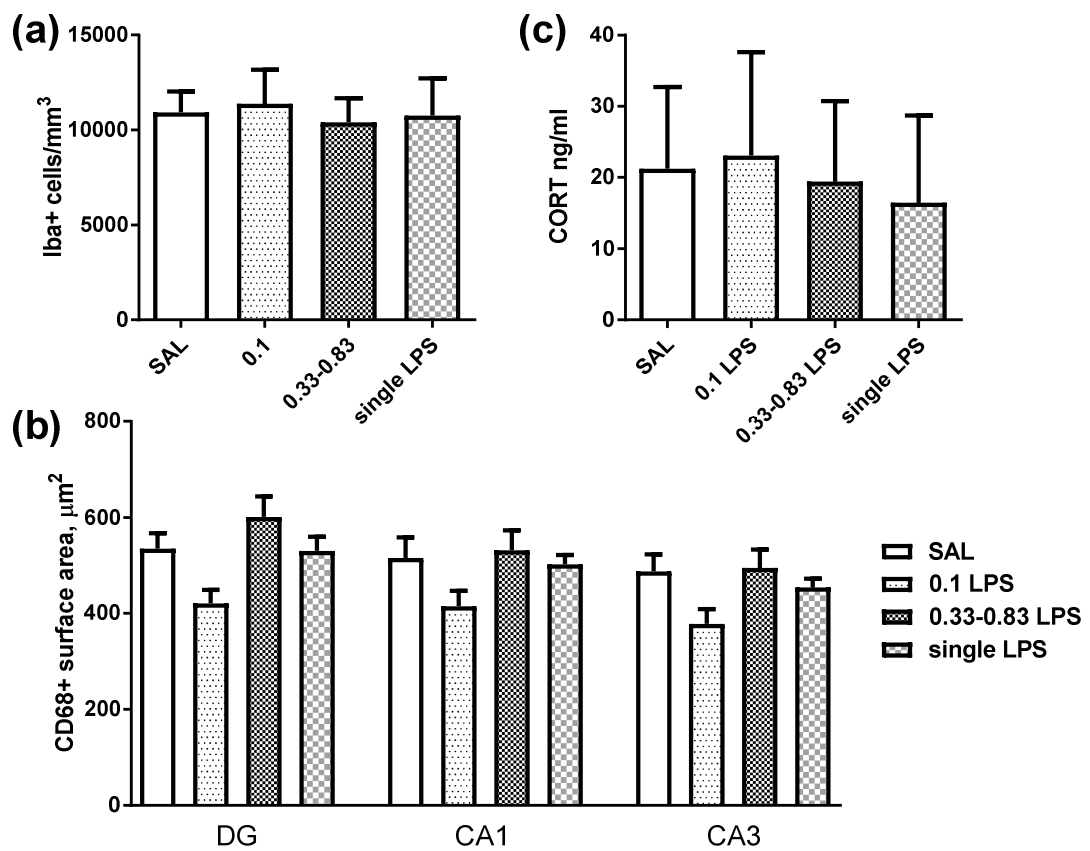 (a)
15000
10000
5000
0
Iba+ cells/mm³
SAL
0.1
0.33-0.83
single LPS
(c)
40
30
20
10
0
CORT ng/ml
SAL
0.1 LPS
0.33-0.83 LPS
single LPS
(b)
800
600
400
200
0
CD68+ surface area, μm²
DG
CA1
CA3
SAL
0.1 LPS
0.33-0.83 LPS
single LPS